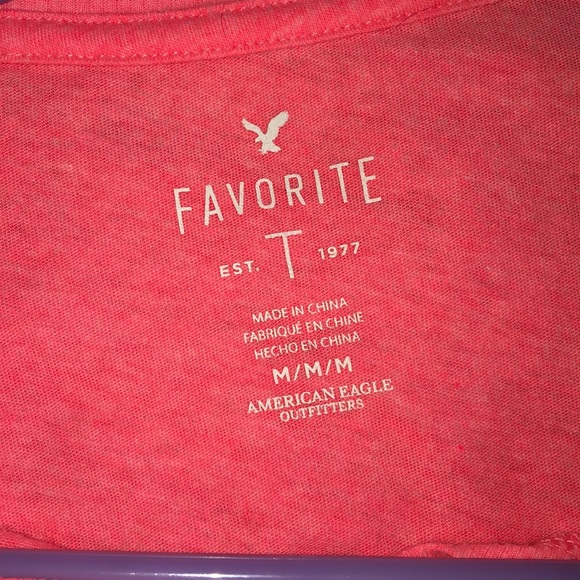 FAVORITE
EST. T 1977
MADE IN CHINA
FABRIQUÉ EN CHINE
HECHO EN CHINA
M/M/M
AMERICAN EAGLE
OUTFITTERS